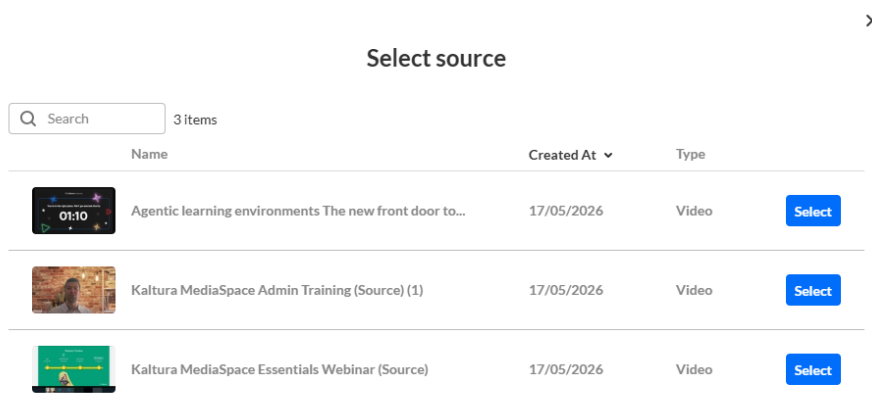 Select source
Search
3 items
Name Created At Type
01:10
Agentic learning environments The new front door to... 17/05/2026 Video Select
Kaltura MediaSpace Admin Training (Source) (1) 17/05/2026 Video Select
Kaltura MediaSpace Essentials Webinar (Source) 17/05/2026 Video Select